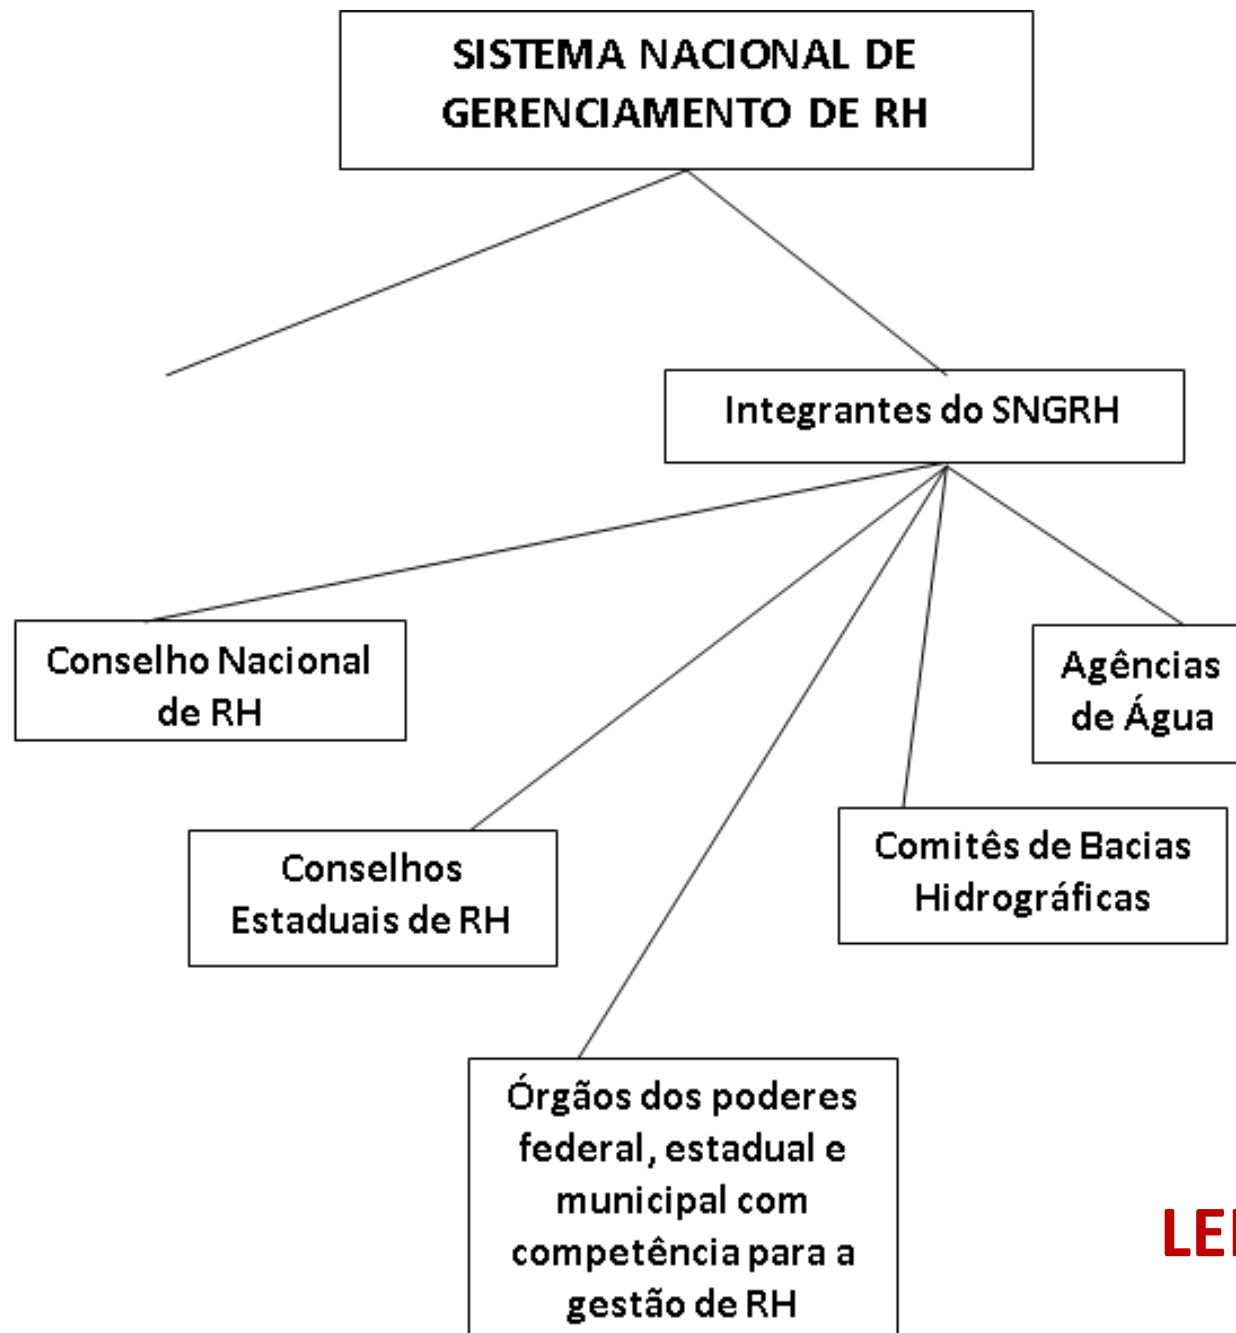 SISTEMA NACIONAL DE
GERENCIAMENTO DE RH
Integrantes do SNGRH
Conselho Nacional
de RH
Agências
de Água
Conselhos
Estaduais de RH
Comitês de Bacias
Hidrográficas
Órgãos dos poderes
federal, estadual e
municipal com
competência para a
gestão de RH